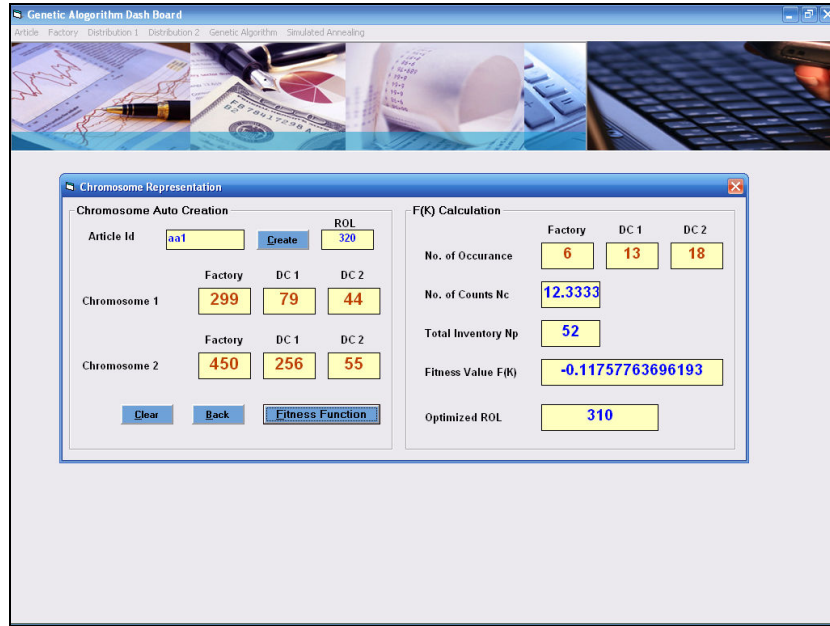 Genetic Alogorithm Dash Board
Article Factory Distribution 1 Distribution 2 Genetic Algorithm Simulated Annealing
Chromosome Representation
Chromosome Auto Creation
ROL
Article Id aa1 Create 320
Factory DC 1 DC 2
Chromosome 1 299 79 44
Factory DC 1 DC 2
Chromosome 2 450 256 55
Clear Back Fitness Function
F(K) Calculation
Factory DC 1 DC 2
No. of Occurance 6 13 18
No. of Counts Nc 12.3333
Total Inventory Np 52
Fitness Value F(K) -0.11757763696193
Optimized ROL 310